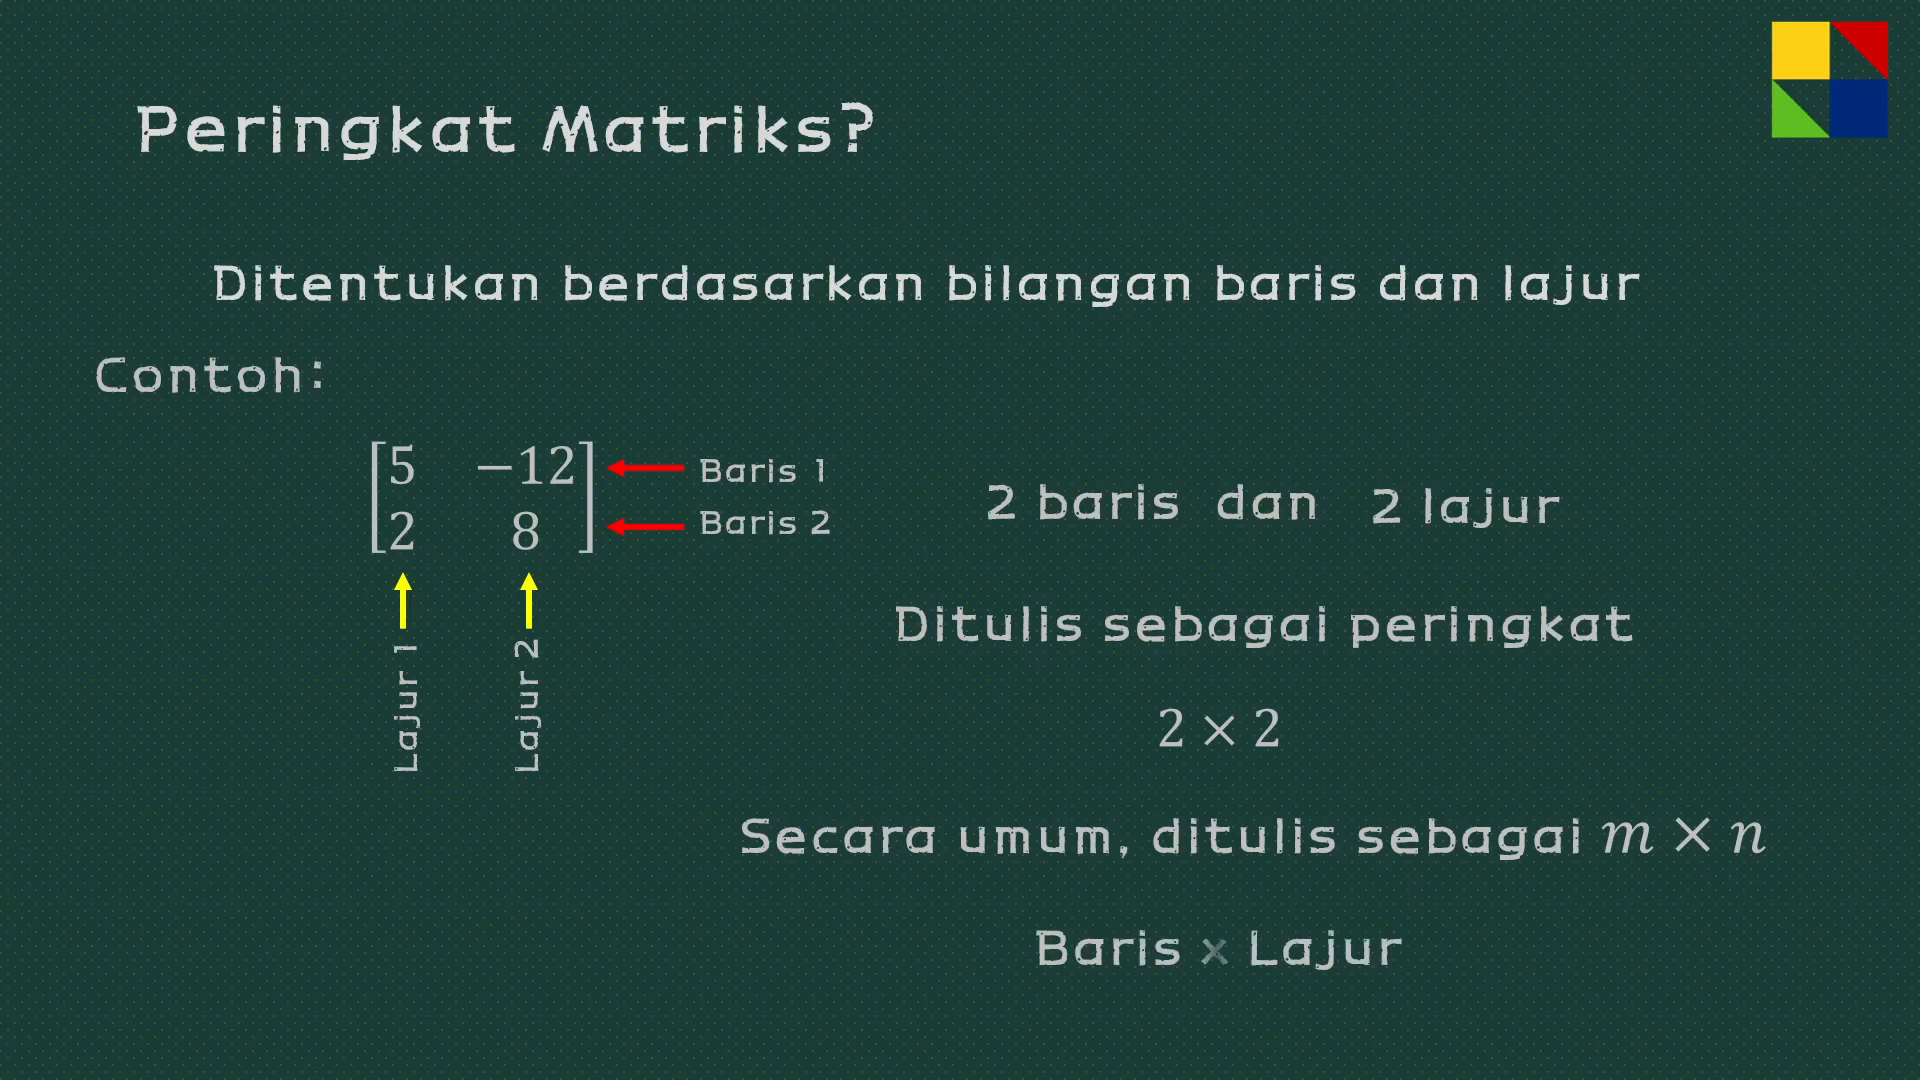 Peringkat Matriks?
Ditentukan berdasarkan bilangan baris dan lajur
Contoh:
5 −12 Baris 1
2 8 Baris 2
Lajur 1 Lajur 2
2 baris dan 2 lajur
Ditulis sebagai peringkat
2 × 2
Secara umum, ditulis sebagai m × n
Baris x Lajur